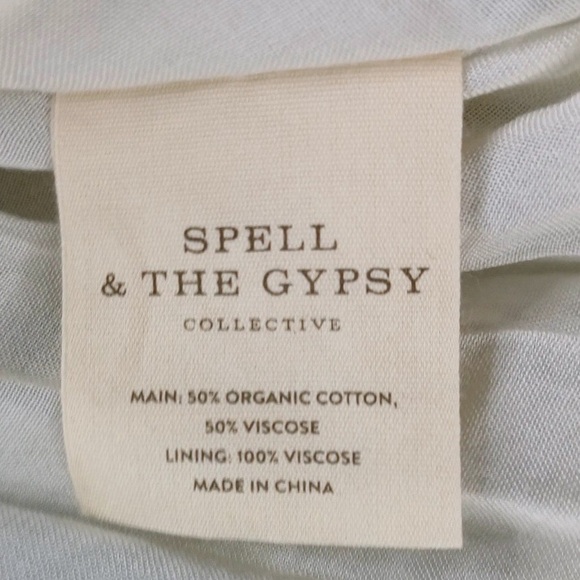 SPELL
& THE GYPSY
COLLECTIVE
MAIN: 50% ORGANIC COTTON,
50% VISCOSE
LINING: 100% VISCOSE
MADE IN CHINA